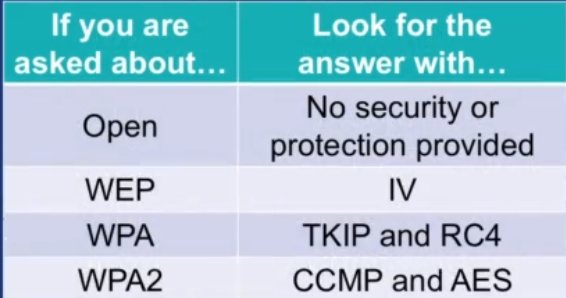 If you are asked about… Look for the answer with…
Open No security or protection provided
WEP IV
WPA TKIP and RC4
WPA2 CCMP and AES